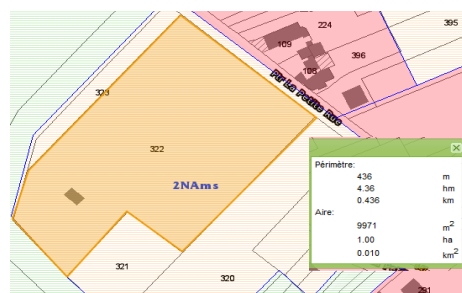 224
395
109
396
108
323
Ptr La Petite Rue
322
2NAms
Périmètre:
436 m
4.36 hm
0.436 km
Aire:
9971 m²
1.00 ha
0.010 km²
321
320
291